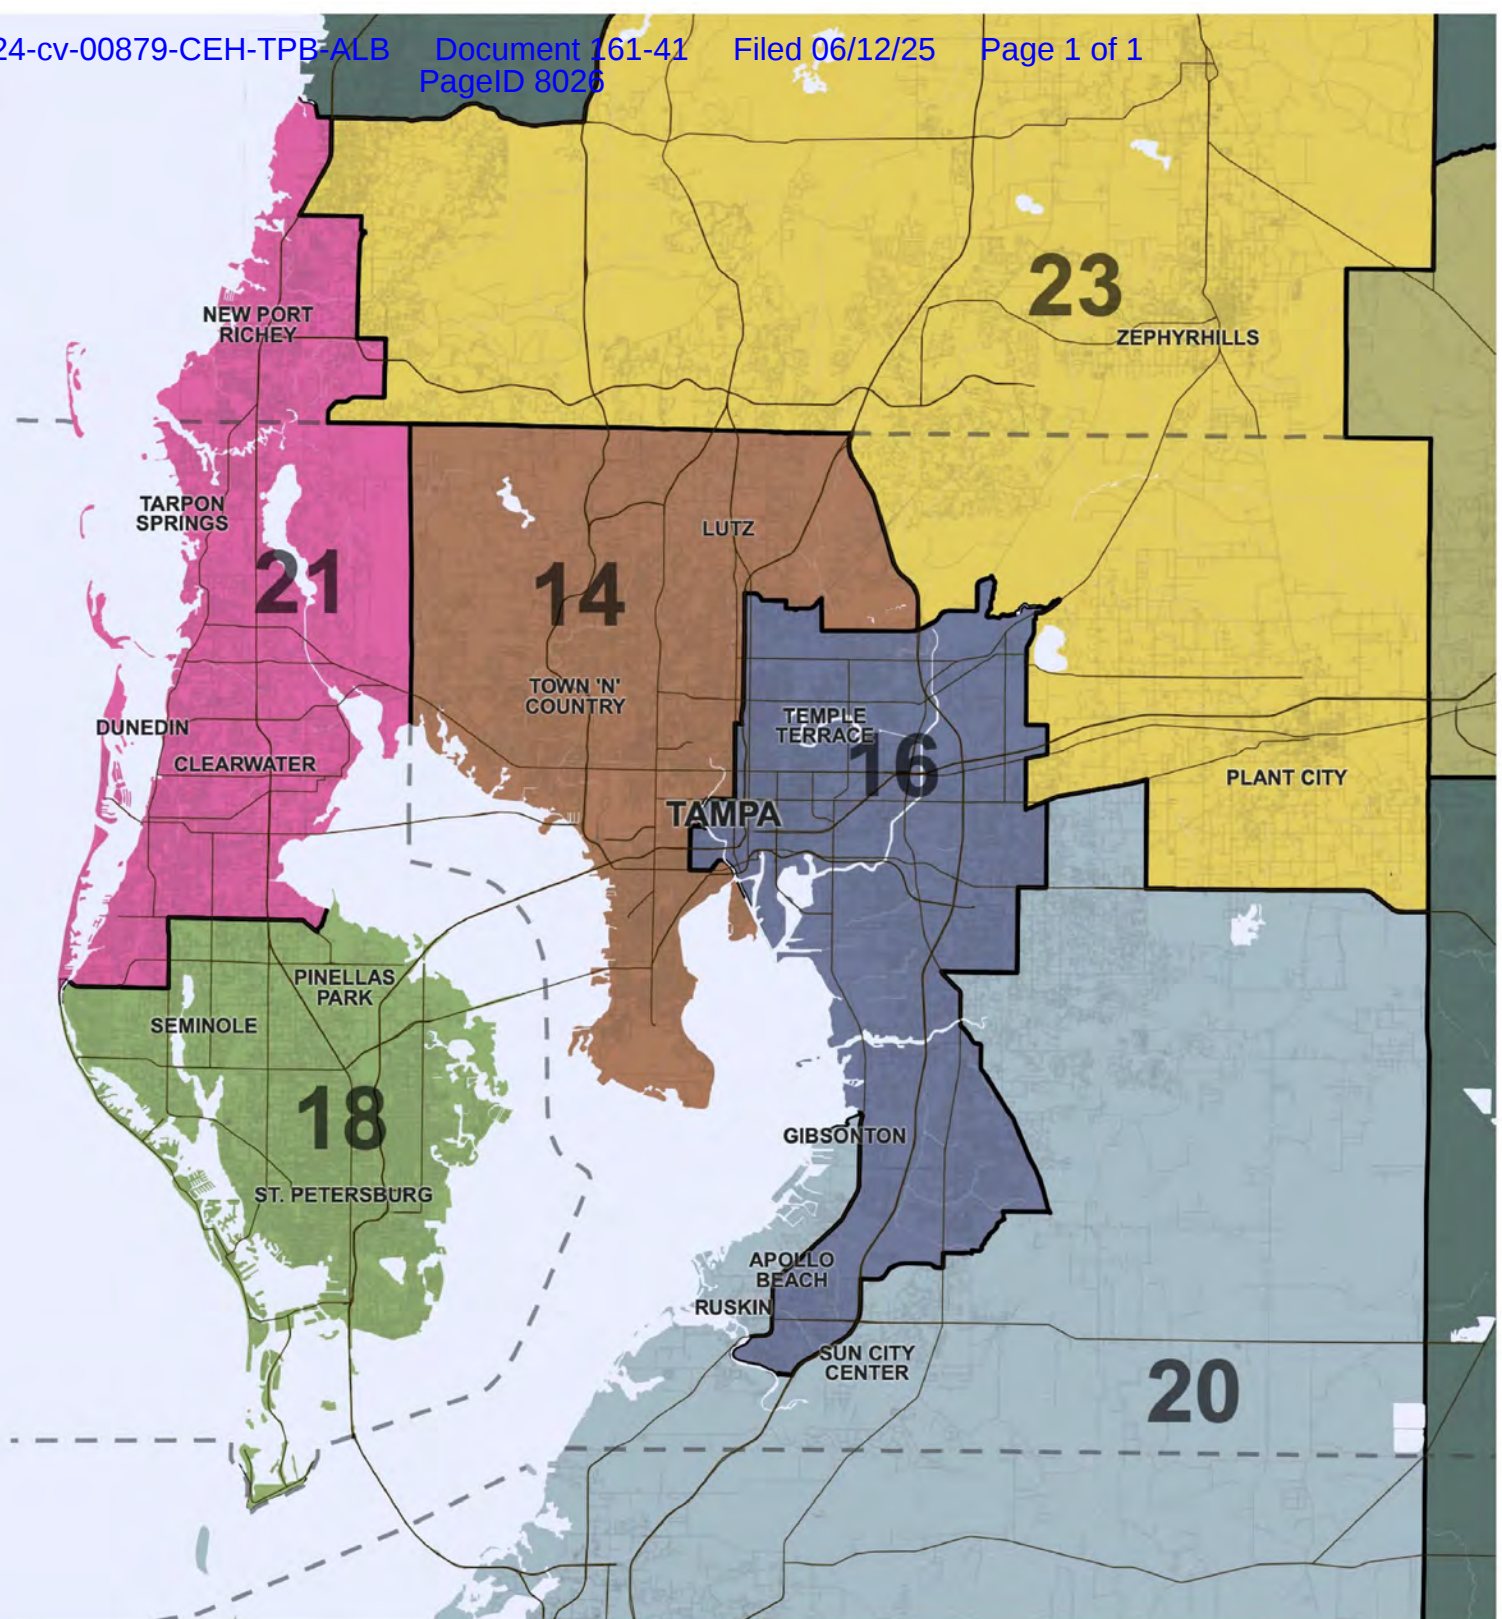 24-cv-00879-CEH-TPB-ALB Document 161-41 Filed 06/12/25 Page 1 of 1
PageID 8026
23
NEW PORT
RICHEY
ZEPHYRHILLS
TARPON
SPRINGS
LUTZ
21
14
TOWN 'N'
COUNTRY
DUNEDIN
TEMPLE
TERRACE
CLEARWATER
16
PLANT CITY
TAMPA
PINELLAS
PARK
SEMINOLE
18
GIBSONTON
ST. PETERSBURG
APOLLO
BEACH
RUSKIN
SUN CITY
CENTER
20